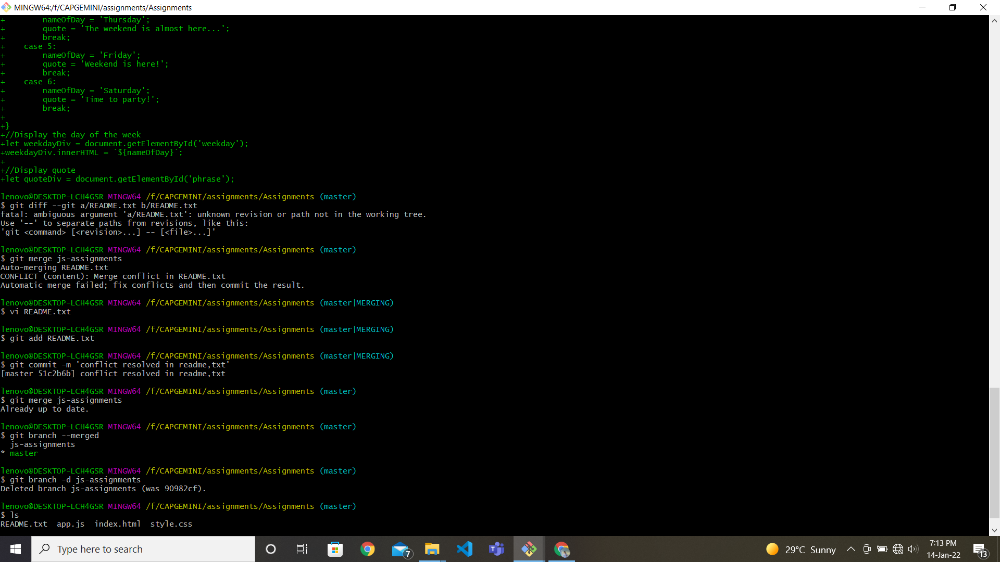 MINGW64:/f/CAPGEMINI/assignments/Assignments
+        nameOfDay = 'Thursday';
+        quote = 'The weekend is almost here...';
+        break;
+    case 5:
+        nameOfDay = 'Friday';
+        quote = 'Weekend is here!';
+        break;
+    case 6:
+        nameOfDay = 'Saturday';
+        quote = 'Time to party!';
+        break;
+
+}
+//Display the day of the week
+let weekdayDiv = document.getElementById('weekday');
+weekdayDiv.innerHTML = `${nameOfDay}`;
+
+//Display quote
+let quoteDiv = document.getElementById('phrase');
lenovo@DESKTOP-LCH4GSR MINGW64 /f/CAPGEMINI/assignments/Assignments (master)
$ git diff --git a/README.txt b/README.txt
fatal: ambiguous argument 'a/README.txt': unknown revision or path not in the working tree.
Use '--' to separate paths from revisions, like this:
'git <command> [<revision>...] -- [<file>...]'
lenovo@DESKTOP-LCH4GSR MINGW64 /f/CAPGEMINI/assignments/Assignments (master)
$ git merge js-assignments
Auto-merging README.txt
CONFLICT (content): Merge conflict in README.txt
Automatic merge failed; fix conflicts and then commit the result.
lenovo@DESKTOP-LCH4GSR MINGW64 /f/CAPGEMINI/assignments/Assignments (master|MERGING)
$ vi README.txt
lenovo@DESKTOP-LCH4GSR MINGW64 /f/CAPGEMINI/assignments/Assignments (master|MERGING)
$ git add README.txt
lenovo@DESKTOP-LCH4GSR MINGW64 /f/CAPGEMINI/assignments/Assignments (master|MERGING)
$ git commit -m 'conflict resolved in readme,txt'
[master 51c2b6b] conflict resolved in readme,txt
lenovo@DESKTOP-LCH4GSR MINGW64 /f/CAPGEMINI/assignments/Assignments (master)
$ git merge js-assignments
Already up to date.
lenovo@DESKTOP-LCH4GSR MINGW64 /f/CAPGEMINI/assignments/Assignments (master)
$ git branch --merged
  js-assignments
* master
lenovo@DESKTOP-LCH4GSR MINGW64 /f/CAPGEMINI/assignments/Assignments (master)
$ git branch -d js-assignments
Deleted branch js-assignments (was 90982cf).
lenovo@DESKTOP-LCH4GSR MINGW64 /f/CAPGEMINI/assignments/Assignments (master)
$ ls
README.txt  app.js  index.html  style.css
Type here to search
7
29°C Sunny
7:13 PM
14-Jan-22
13